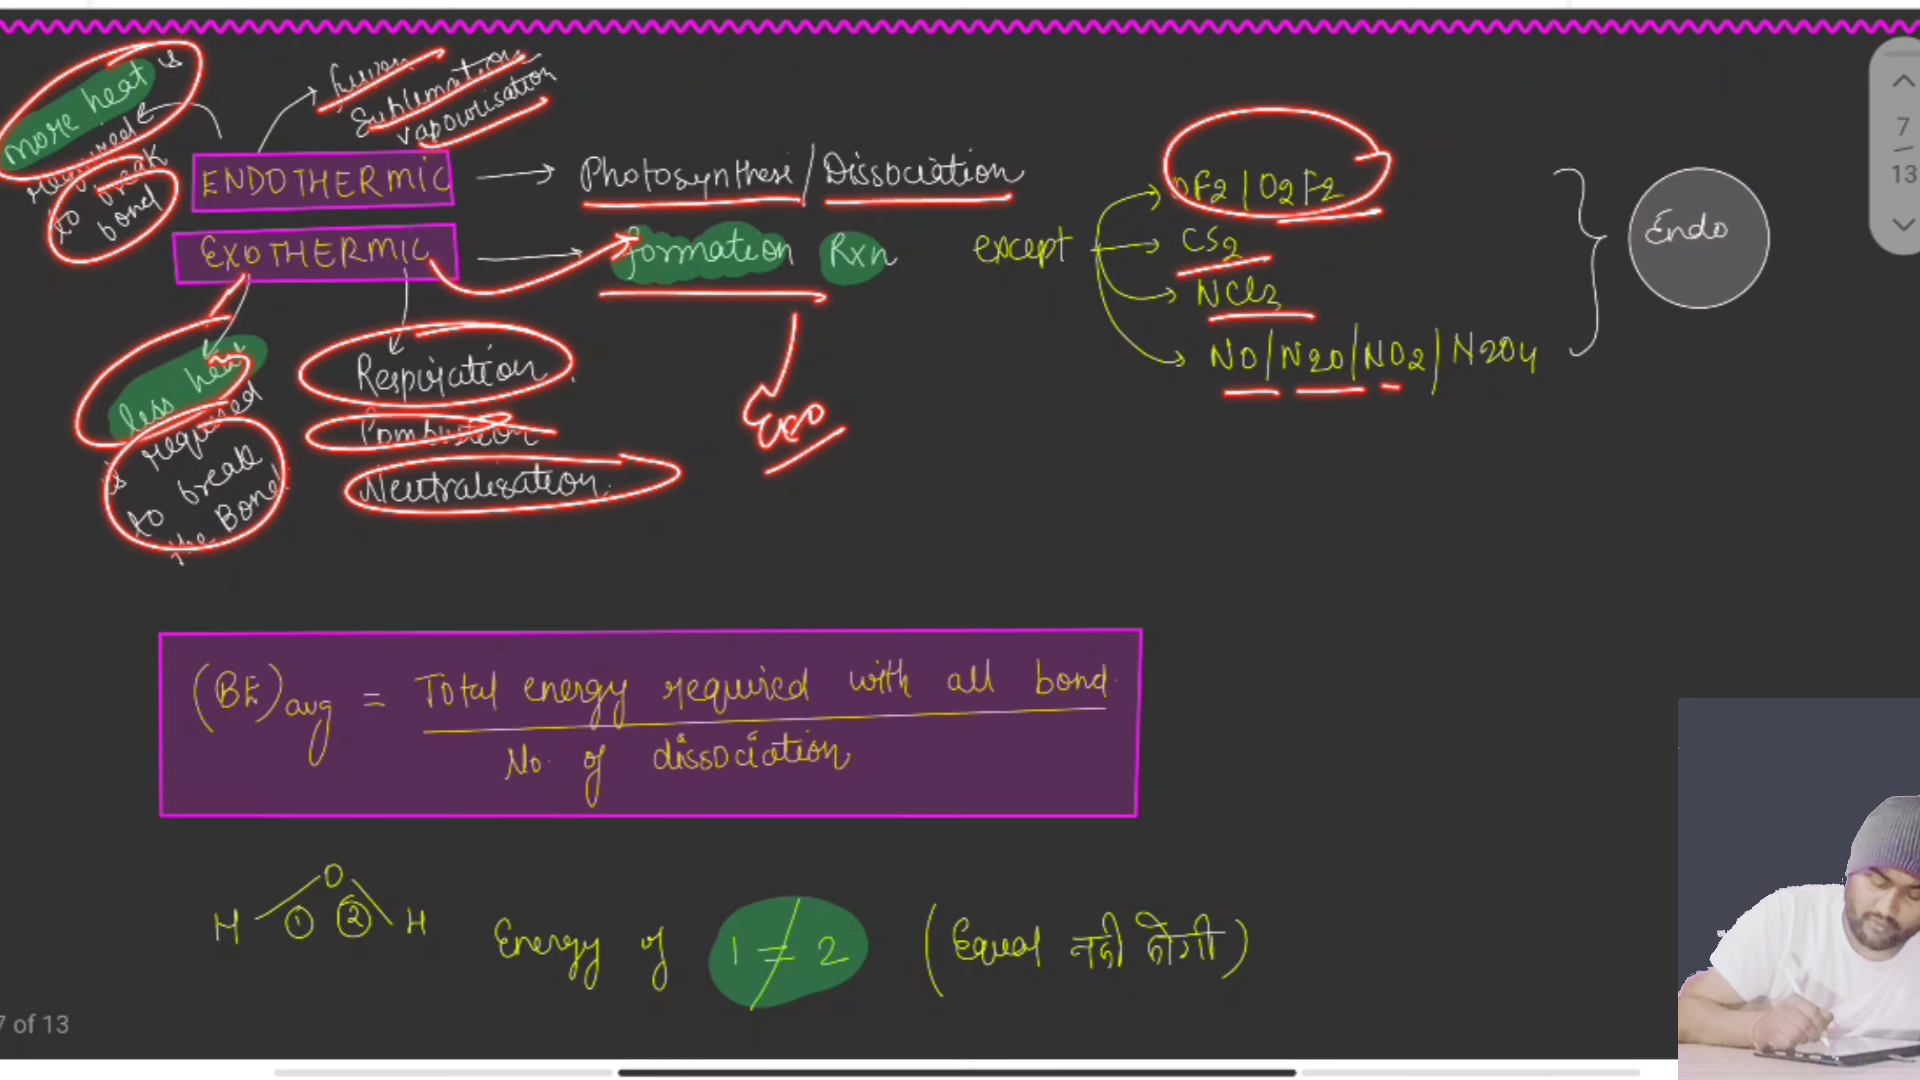 more heat is
required
to break
bond
fusion
Sublimation
vapourisation
ENDOTHERMIC
Photosynthesis / Dissociation
EXOTHERMIC
formation Rxn
except
OF2 | O2F2
CS2
NCl3
NO | N2O | NO2 | N2O4
Endo
less heat
is required
to break
the Bond
Respiration
Combustion
Neutralisation
Exo
(BE)avg = Total energy required with all bond
No. of dissociation
H O H
① ②
Energy of 1 ≠ 2 (Equal नही होगी)
7
13
7 of 13